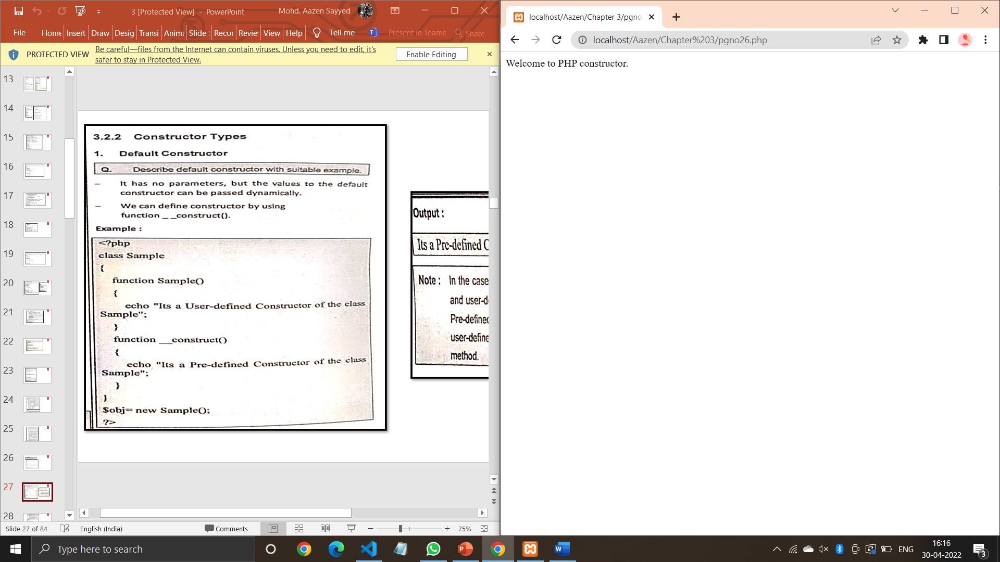 3 [Protected View] - PowerPoint
Mohd. Aazen Sayyed
File Home Insert Draw Desig Transi Anima Slide Recor Reviev View Help Tell me Present in Teams Share
PROTECTED VIEW Be careful—files from the Internet can contain viruses. Unless you need to edit, it's
safer to stay in Protected View.
Enable Editing
13
14
15
16
17
18
19
20
21
22
23
24
25
26
27
28
3.2.2 Constructor Types
1. Default Constructor
Q. Describe default constructor with suitable example.
– It has no parameters, but the values to the default
constructor can be passed dynamically.
– We can define constructor by using
function _ _construct().
Example :
<?php
class Sample
{
function Sample()
{
echo "Its a User-defined Constructor of the class
Sample";
}
function __construct()
{
echo "Its a Pre-defined Constructor of the class
Sample";
}
}
$obj= new Sample();
?>
Output :
Its a Pre-defined C
Note : In the case
and user-d
Pre-defined
user-define
method.
Slide 27 of 84
English (India)
Comments
75%
localhost/Aazen/Chapter 3/pgno
localhost/Aazen/Chapter%203/pgno26.php
Welcome to PHP constructor.
Type here to search
ENG
16:16
30-04-2022
3